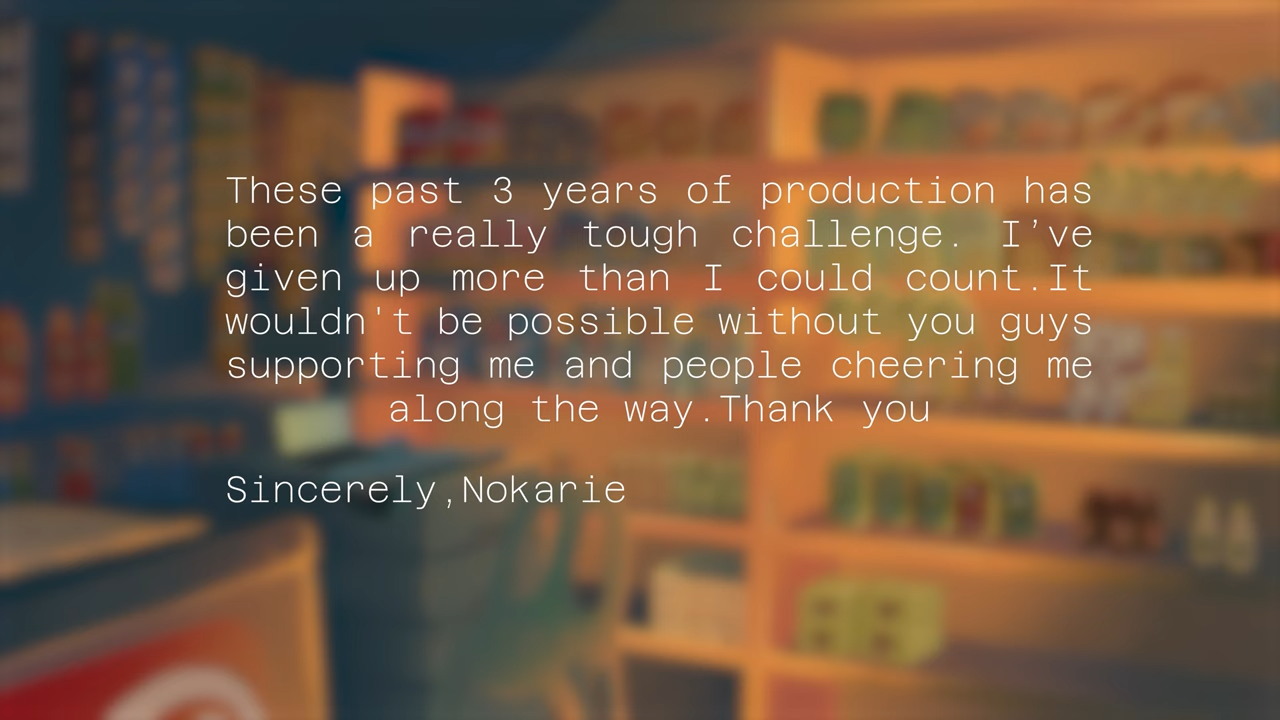 These past 3 years of production has
been a really tough challenge. I’ve
given up more than I could count.It
wouldn't be possible without you guys
supporting me and people cheering me
along the way.Thank you
Sincerely,Nokarie